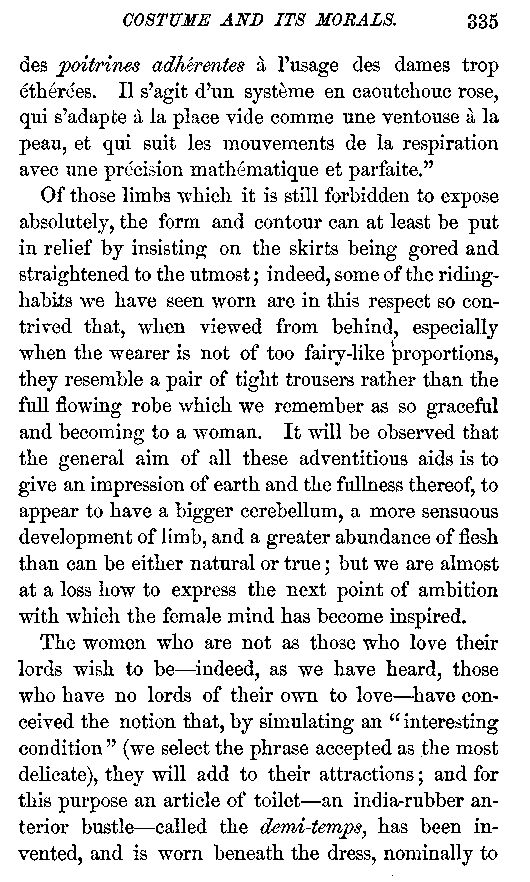 COSTUME AND ITS MORALS. 335
des poitrines adhérentes à l'usage des dames trop
éthérées. Il s'agit d'un système en caoutchouc rose,
qui s'adapte à la place vide comme une ventouse à la
peau, et qui suit les mouvements de la respiration
avec une précision mathématique et parfaite.”
Of those limbs which it is still forbidden to expose
absolutely, the form and contour can at least be put
in relief by insisting on the skirts being gored and
straightened to the utmost; indeed, some of the riding-
habits we have seen worn are in this respect so con-
trived that, when viewed from behind, especially
when the wearer is not of too fairy-like proportions,
they resemble a pair of tight trousers rather than the
full flowing robe which we remember as so graceful
and becoming to a woman. It will be observed that
the general aim of all these adventitious aids is to
give an impression of earth and the fullness thereof, to
appear to have a bigger cerebellum, a more sensuous
development of limb, and a greater abundance of flesh
than can be either natural or true; but we are almost
at a loss how to express the next point of ambition
with which the female mind has become inspired.
The women who are not as those who love their
lords wish to be—indeed, as we have heard, those
who have no lords of their own to love—have con-
ceived the notion that, by simulating an “interesting
condition” (we select the phrase accepted as the most
delicate), they will add to their attractions; and for
this purpose an article of toilet—an india-rubber an-
terior bustle—called the demi-temps, has been in-
vented, and is worn beneath the dress, nominally to